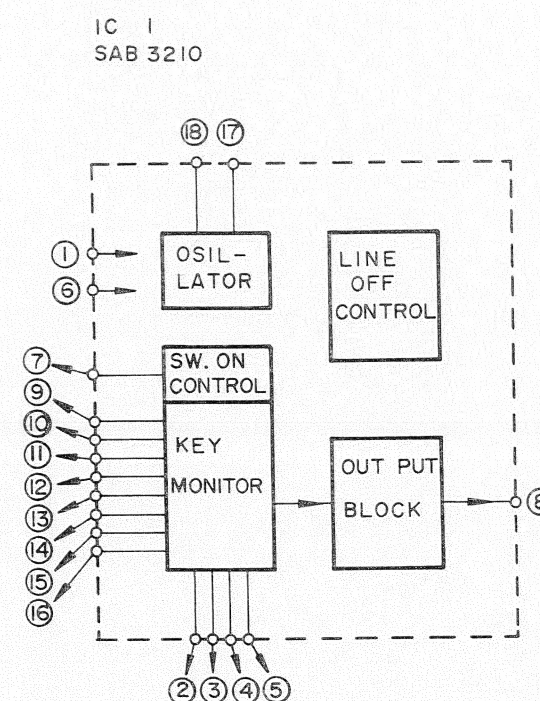 IC 1
SAB 3210
18 17
1
OSIL-
LATOR
LINE
OFF
CONTROL
6
7
SW. ON
CONTROL
9
10
11
12
13
14
15
16
KEY
MONITOR
OUT PUT
BLOCK
8
2 3 4 5